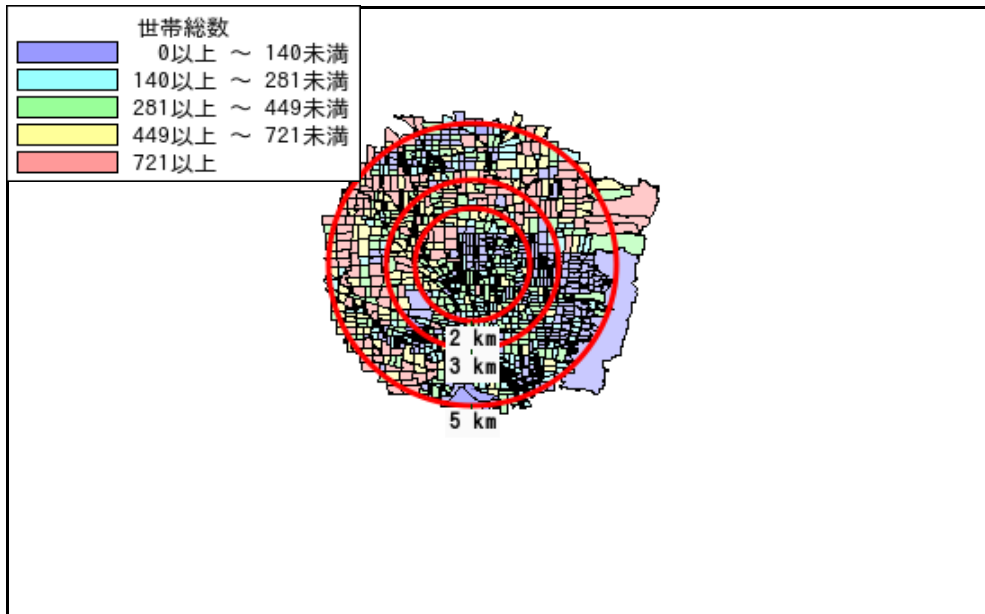 世帯総数
0以上 ～ 140未満
140以上 ～ 281未満
281以上 ～ 449未満
449以上 ～ 721未満
721以上
2 km
3 km
5 km